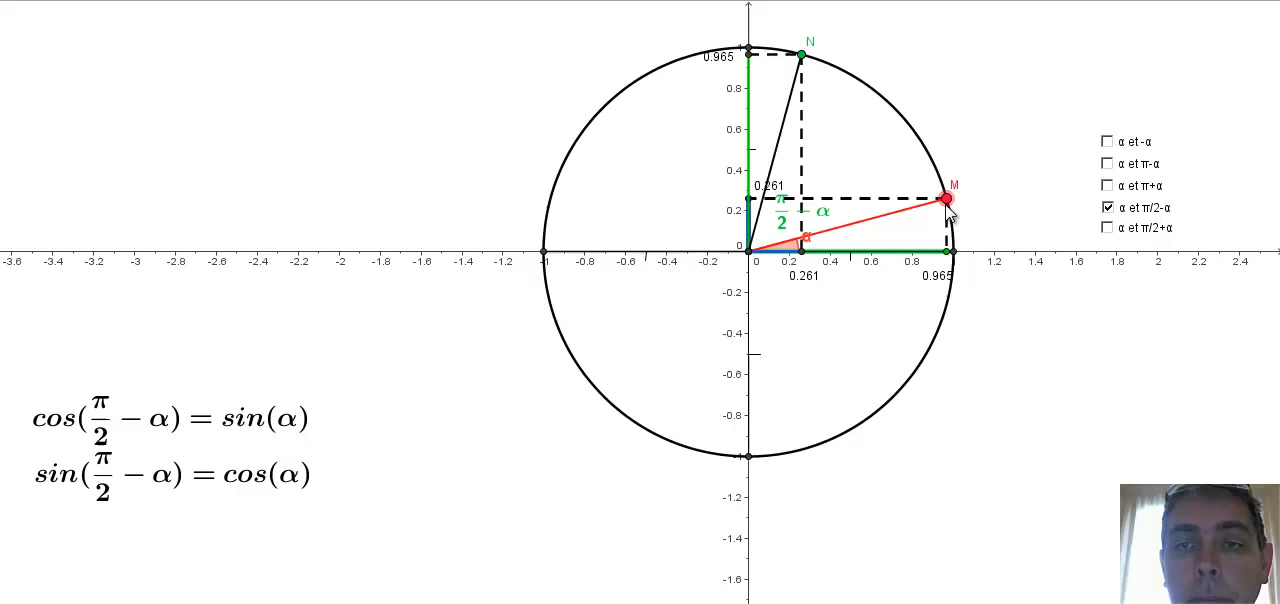 N
1
0.965
0.8
0.6
0.4
0.2
0
α et -α
α et π-α
α et π+α
α et π/2-α
α et π/2+α
0.261
M
π/2 − α
α
-3.6 -3.4 -3.2 -3 -2.8 -2.6 -2.4 -2.2 -2 -1.8 -1.6 -1.4 -1.2 -1 -0.8 -0.6 -0.4 -0.2 0 0.2 0.4 0.6 0.8 1 1.2 1.4 1.6 1.8 2 2.2 2.4
0.261 0.965
-0.2
-0.4
-0.6
-0.8
-1
-1.2
-1.4
-1.6
cos(π/2 − α) = sin(α)
sin(π/2 − α) = cos(α)